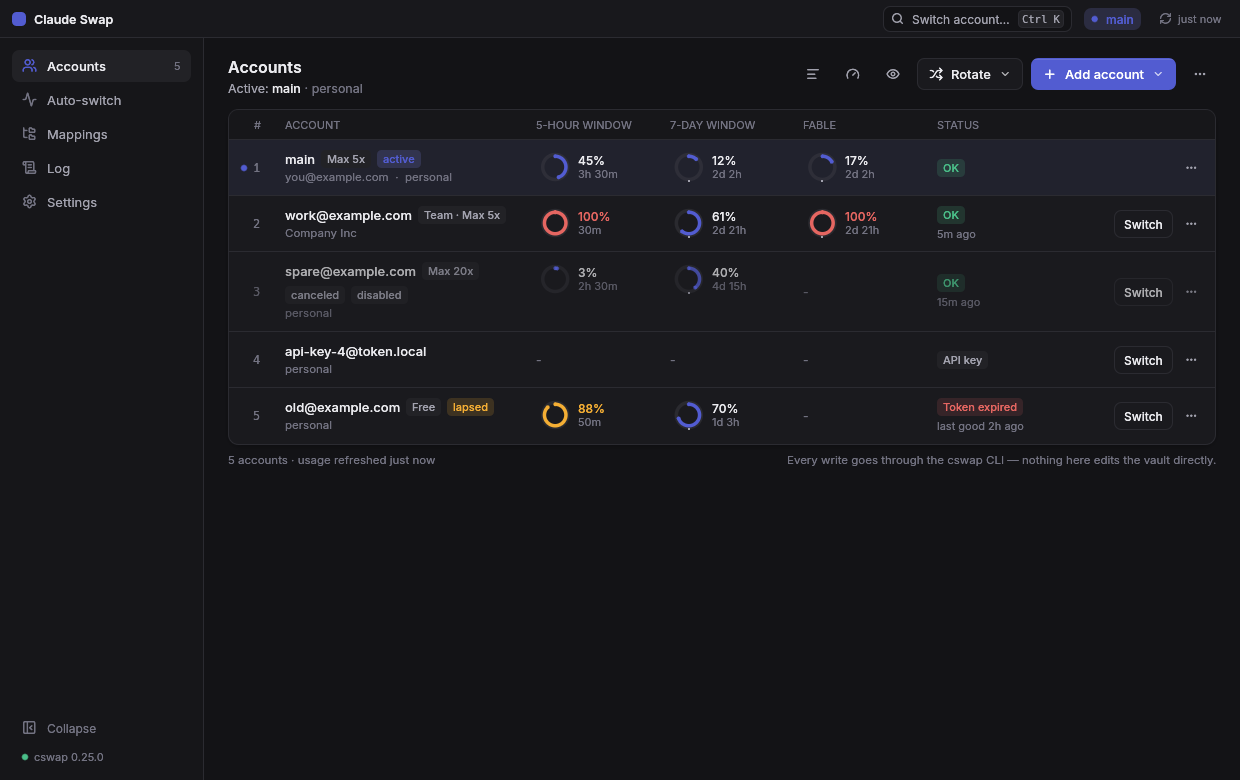 Claude Swap
Switch account... Ctrl K
main
just now
Accounts 5
Auto-switch
Mappings
Log
Settings
Collapse
cswap 0.25.0
Accounts
Active: main · personal
Rotate
Add account
# ACCOUNT 5-HOUR WINDOW 7-DAY WINDOW FABLE STATUS
1 main Max 5x active 45% 12% 17% OK
you@example.com · personal 3h 30m 2d 2h 2d 2h
2 work@example.com Team · Max 5x 100% 61% 100% OK Switch
Company Inc 30m 2d 21h 2d 21h 5m ago
3 spare@example.com Max 20x 3% 40% - OK Switch
canceled disabled 2h 30m 4d 15h 15m ago
personal
4 api-key-4@token.local - - - API key Switch
personal
5 old@example.com Free lapsed 88% 70% - Token expired Switch
personal 50m 1d 3h last good 2h ago
5 accounts · usage refreshed just now
Every write goes through the cswap CLI — nothing here edits the vault directly.